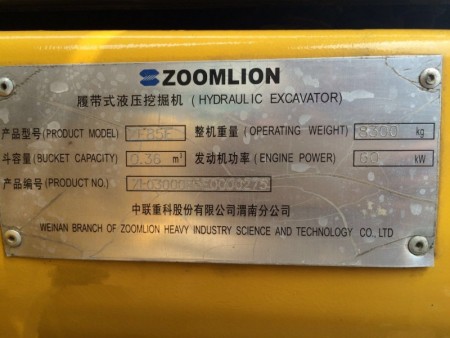 ZOOMLION
履带式液压挖掘机 (HYDRAULIC EXCAVATOR)
产品型号(PRODUCT MODEL) 整机重量 (OPERATING WEIGHT) 8300 kg
斗容量(BUCKET CAPACITY) 0.36 m³ 发动机功率(ENGINE POWER) 60 kW
产品编号(PRODUCT NO.)
中联重科股份有限公司渭南分公司
WEINAN BRANCH OF ZOOMLION HEAVY INDUSTRY SCIENCE AND TECHNOLOGY CO., LTD